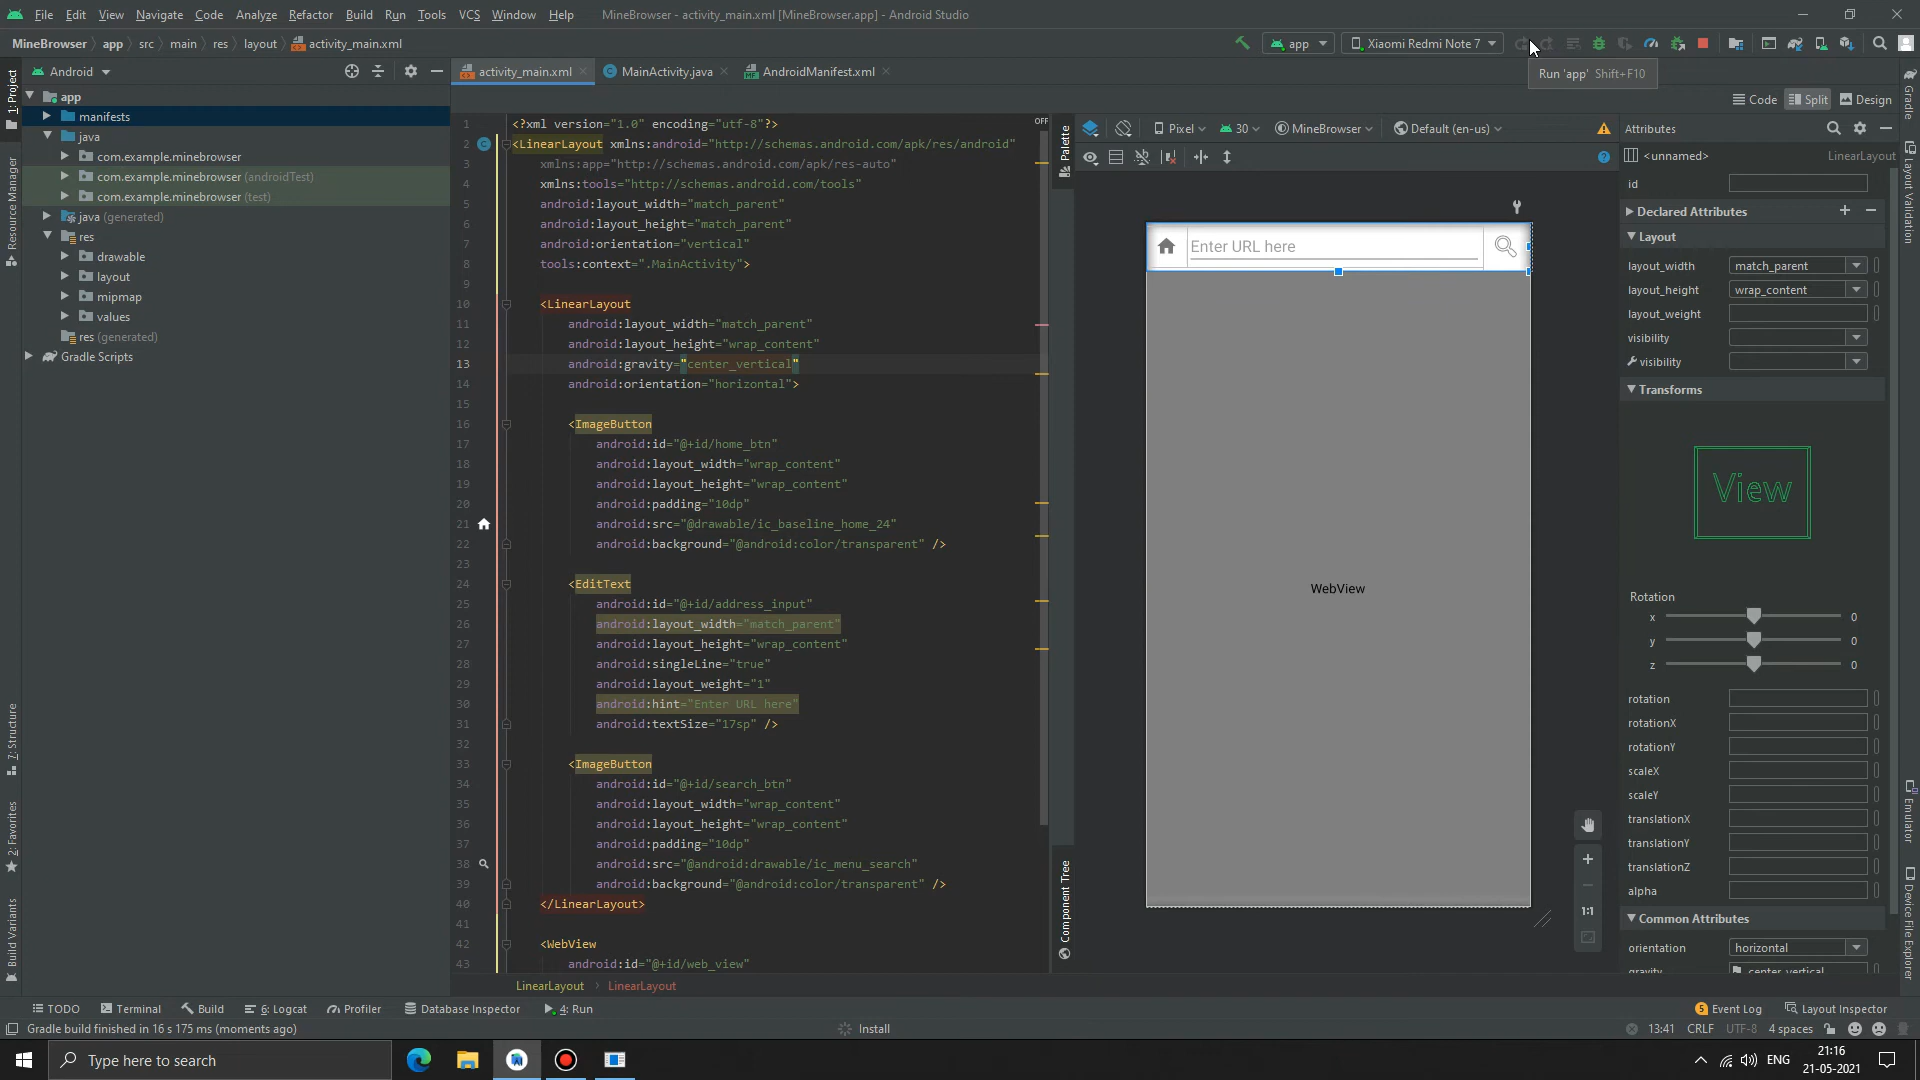 File Edit View Navigate Code Analyze Refactor Build Run Tools VCS Window Help MineBrowser - activity_main.xml [MineBrowser.app] - Android Studio
MineBrowser app src main res layout activity_main.xml app Xiaomi Redmi Note 7
Run 'app' Shift+F10
Android activity_main.xml MainActivity.java AndroidManifest.xml
Code Split Design
1: Project
Resource Manager
7: Structure
2: Favorites
Build Variants
app
manifests
java
com.example.minebrowser
com.example.minebrowser (androidTest)
com.example.minebrowser (test)
java (generated)
res
drawable
layout
mipmap
values
res (generated)
Gradle Scripts
OFF
1 <?xml version="1.0" encoding="utf-8"?>
2 <LinearLayout xmlns:android="http://schemas.android.com/apk/res/android"
3 xmlns:app="http://schemas.android.com/apk/res-auto"
4 xmlns:tools="http://schemas.android.com/tools"
5 android:layout_width="match_parent"
6 android:layout_height="match_parent"
7 android:orientation="vertical"
8 tools:context=".MainActivity">
9
10 <LinearLayout
11 android:layout_width="match_parent"
12 android:layout_height="wrap_content"
13 android:gravity="center_vertical"
14 android:orientation="horizontal">
15
16 <ImageButton
17 android:id="@+id/home_btn"
18 android:layout_width="wrap_content"
19 android:layout_height="wrap_content"
20 android:padding="10dp"
21 android:src="@drawable/ic_baseline_home_24"
22 android:background="@android:color/transparent" />
23
24 <EditText
25 android:id="@+id/address_input"
26 android:layout_width="match_parent"
27 android:layout_height="wrap_content"
28 android:singleLine="true"
29 android:layout_weight="1"
30 android:hint="Enter URL here"
31 android:textSize="17sp" />
32
33 <ImageButton
34 android:id="@+id/search_btn"
35 android:layout_width="wrap_content"
36 android:layout_height="wrap_content"
37 android:padding="10dp"
38 android:src="@android:drawable/ic_menu_search"
39 android:background="@android:color/transparent" />
40 </LinearLayout>
41
42 <WebView
43 android:id="@+id/web_view"
LinearLayout LinearLayout
Palette
Component Tree
Pixel 30 MineBrowser Default (en-us)
Enter URL here
WebView
1:1
Attributes
<unnamed> LinearLayout
id
Declared Attributes
Layout
layout_width match_parent
layout_height wrap_content
layout_weight
visibility
visibility
Transforms
View
Rotation
x 0
y 0
z 0
rotation
rotationX
rotationY
scaleX
scaleY
translationX
translationY
translationZ
alpha
Common Attributes
orientation horizontal
gravity center_vertical
Gradle
Layout Validation
Emulator
Device File Explorer
TODO Terminal Build 6: Logcat Profiler Database Inspector 4: Run 5 Event Log Layout Inspector
Gradle build finished in 16 s 175 ms (moments ago) Install 13:41 CRLF UTF-8 4 spaces
Type here to search ENG 21:16
21-05-2021